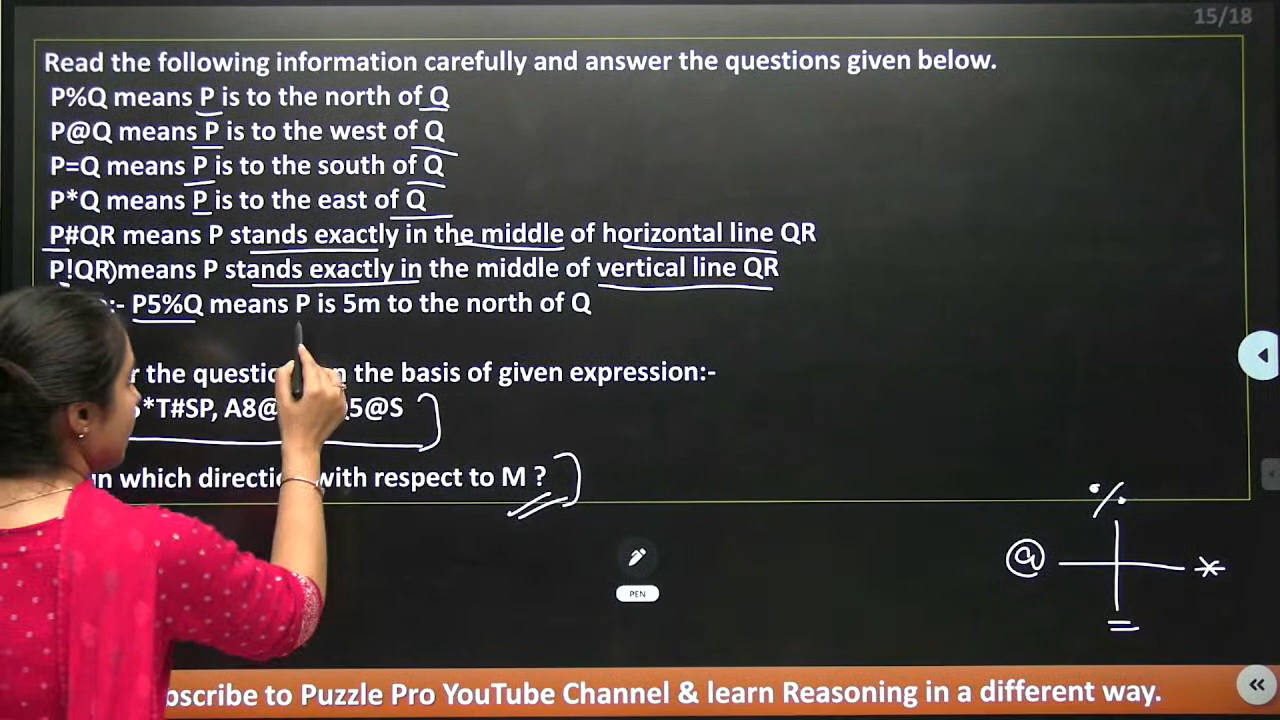 15/18
Read the following information carefully and answer the questions given below.
P%Q means P is to the north of Q
P@Q means P is to the west of Q
P=Q means P is to the south of Q
P*Q means P is to the east of Q
P#QR means P stands exactly in the middle of horizontal line QR
P!QR)means P stands exactly in the middle of vertical line QR
:- P5%Q means P is 5m to the north of Q
the the basis of given expression:-
*T#SP, A8@ 5@S
which with respect to M ?
%
@ *
=
PEN
to Puzzle Pro YouTube Channel & learn Reasoning in a different way.